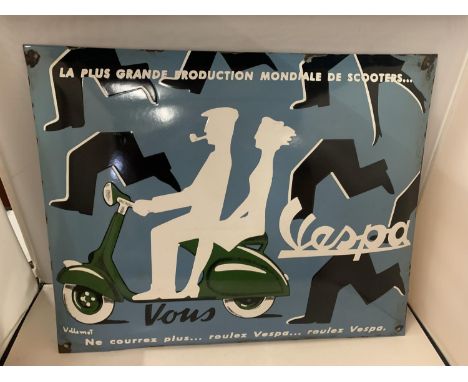 LA PLUS GRANDE PRODUCTION MONDIALE DE SCOOTERS...
Vespa
Vous
Villemot
Ne courrez plus... roulez Vespa... roulez Vespa.